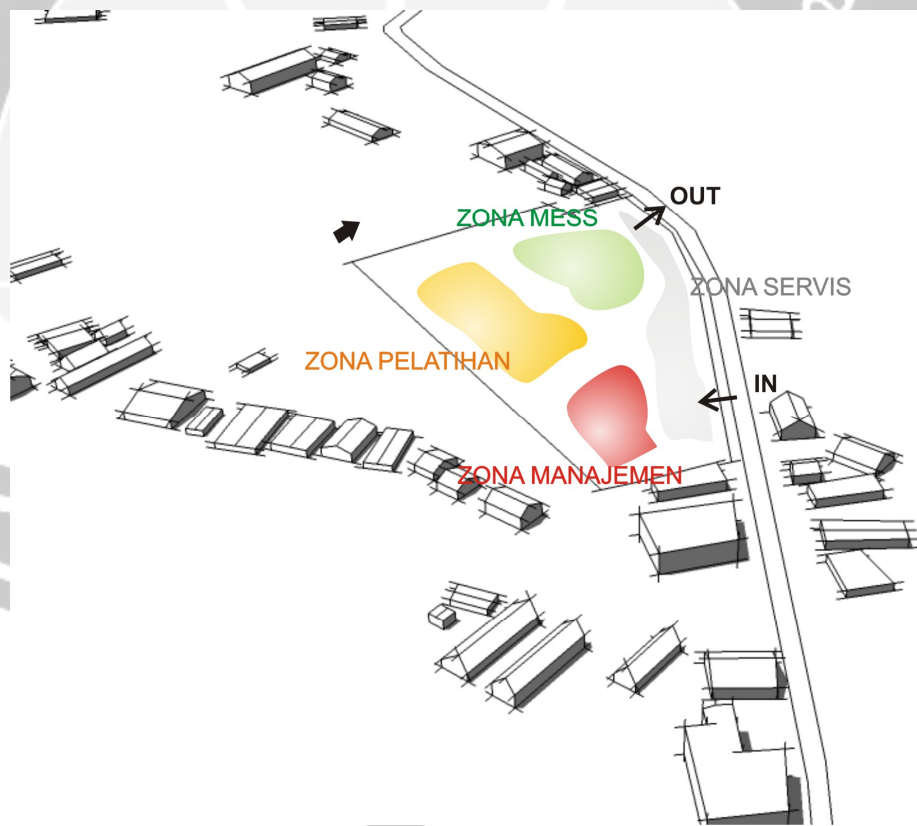 OUT
ZONA MESS
ZONA SERVIS
ZONA PELATIHAN
IN
ZONA MANAJEMEN